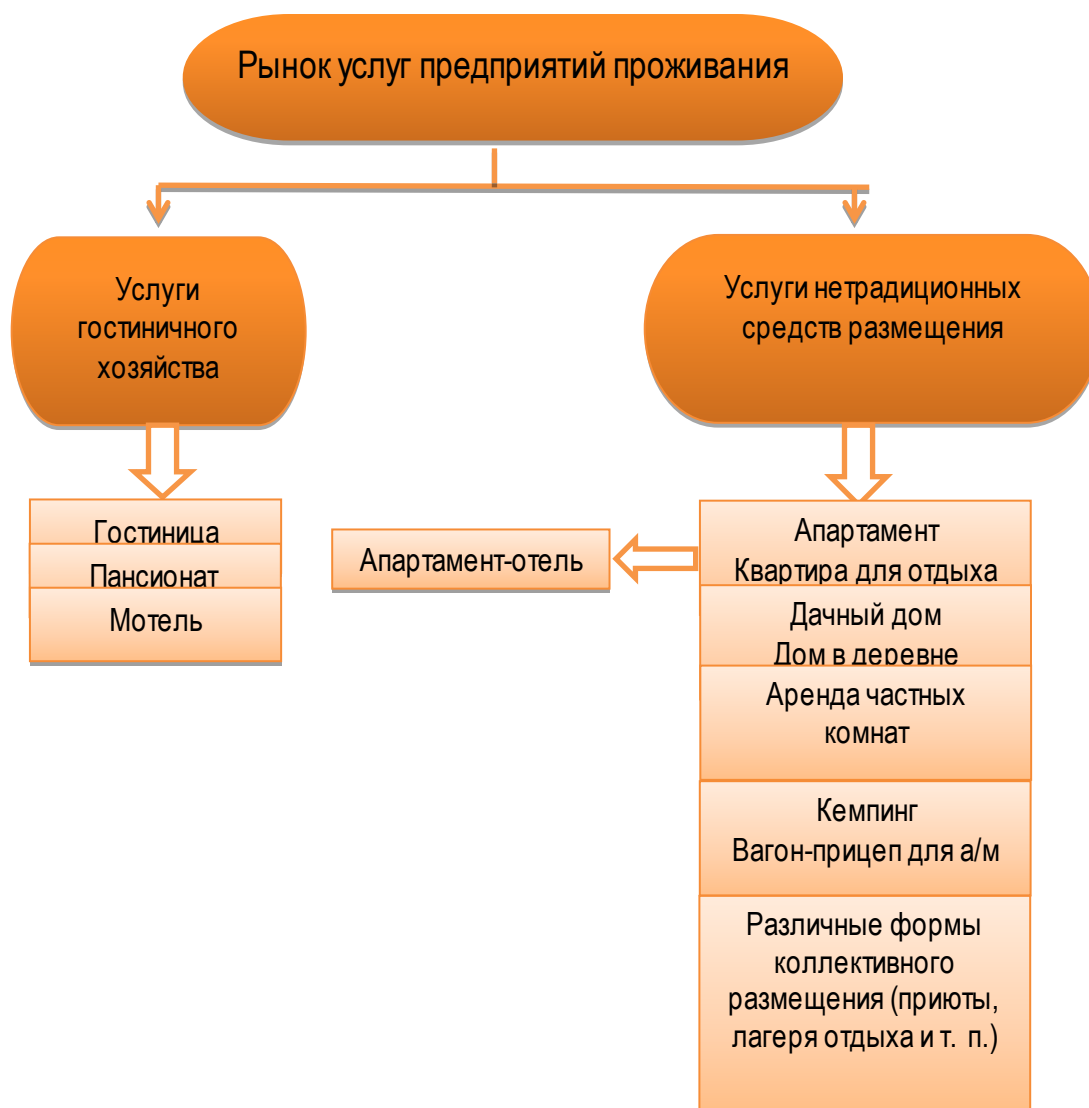 Рынок услуг предприятий проживания
Услуги
гостиничного
хозяйства
Услуги нетрадиционных
средств размещения
Гостиница
Пансионат
Мотель
Апартамент-отель
Апартамент
Квартира для отдыха
Дачный дом
Дом в деревне
Аренда частных
комнат
Кемпинг
Вагон-прицеп для а/м
Различные формы
коллективного
размещения (приюты,
лагеря отдыха и т. п.)